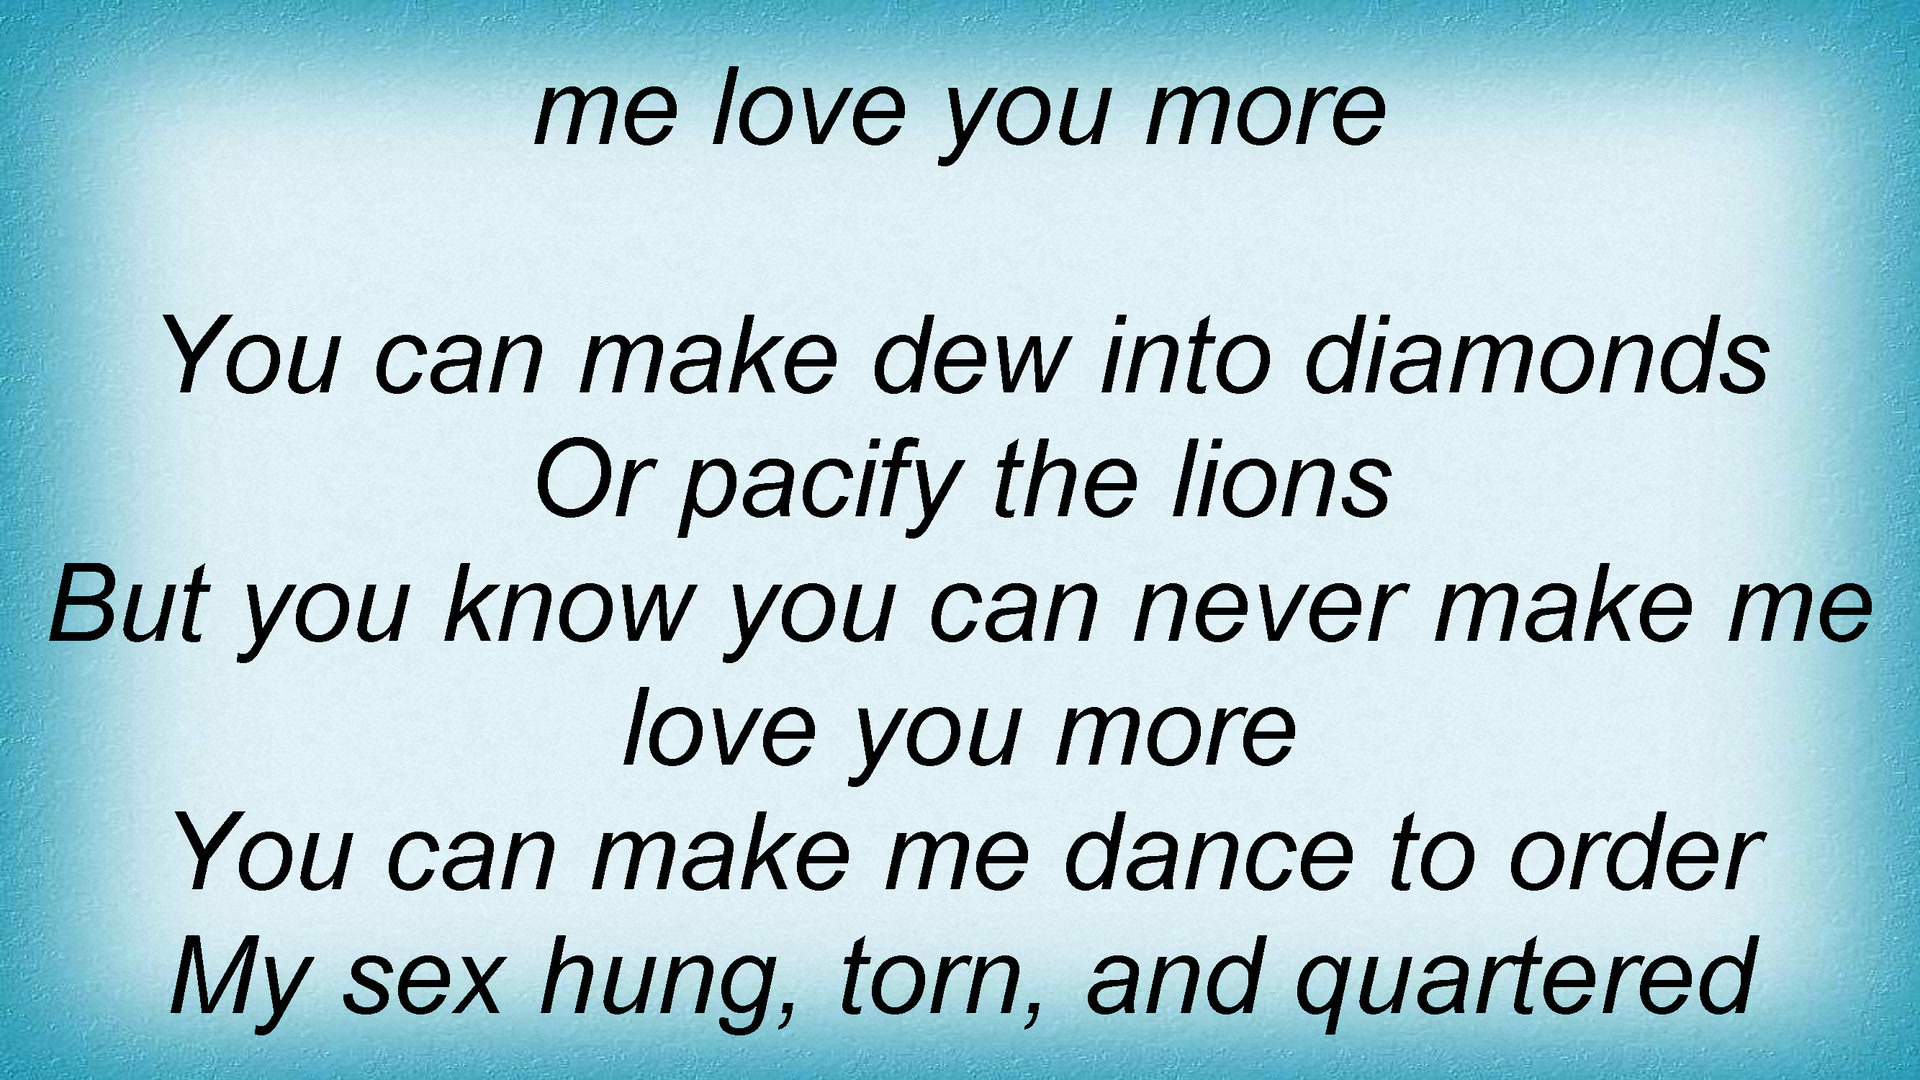 me love you more
You can make dew into diamonds
Or pacify the lions
But you know you can never make me
love you more
You can make me dance to order
My sex hung, torn, and quartered